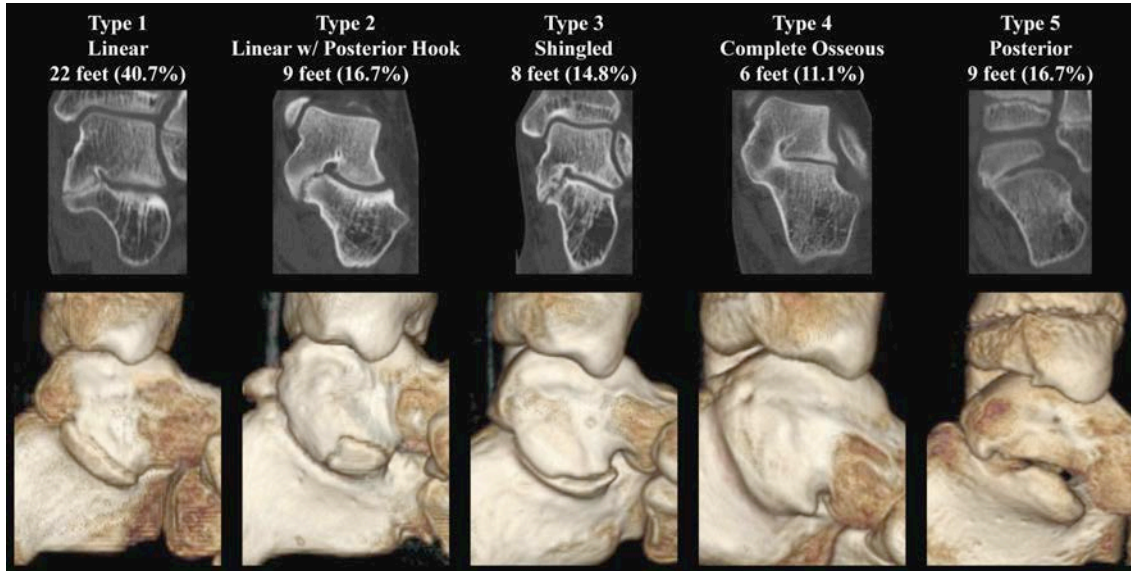 Type 1
Linear
22 feet (40.7%)
Type 2
Linear w/ Posterior Hook
9 feet (16.7%)
Type 3
Shingled
8 feet (14.8%)
Type 4
Complete Osseous
6 feet (11.1%)
Type 5
Posterior
9 feet (16.7%)